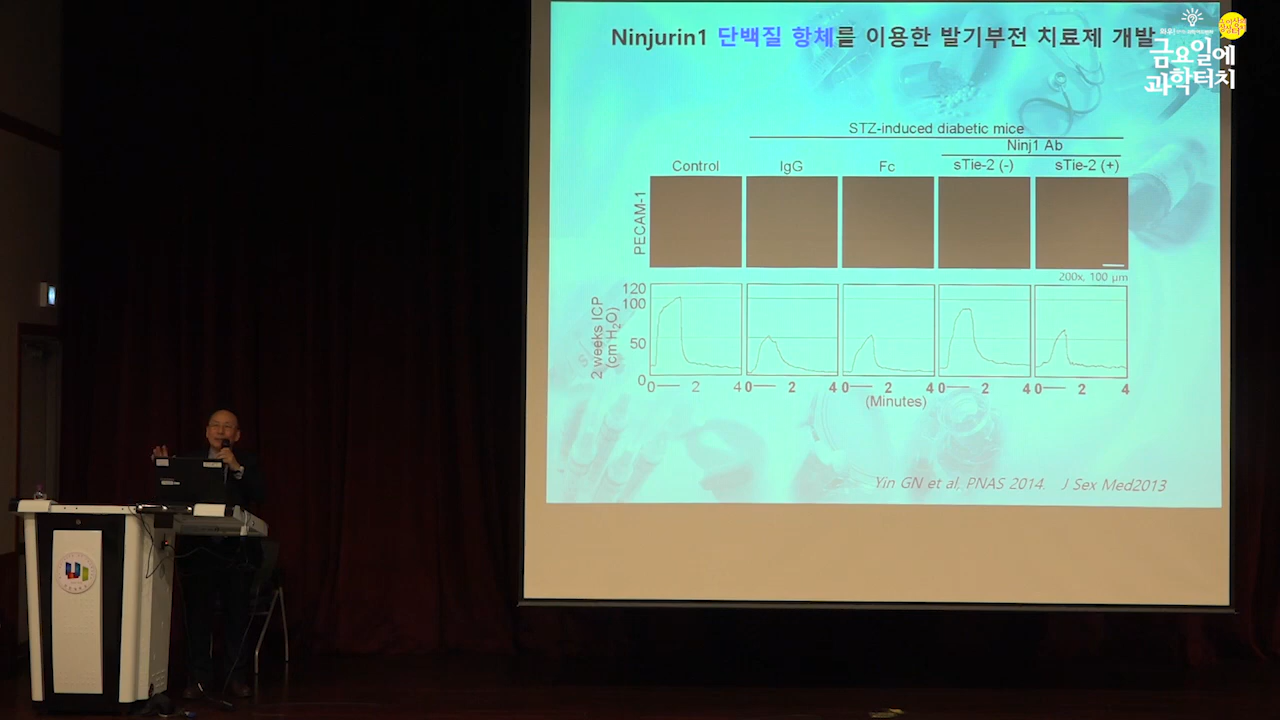 Ninjurin1 단백질 항체를 이용한 발기부전 치료제 개발
금요일에
과학터치
STZ-induced diabetic mice
Ninj1 Ab
Control IgG Fc sTie-2 (-) sTie-2 (+)
PECAM-1
200x, 100 µm
2 weeks ICP
(cm H2O)
120
100
50
0
0 2 4 0 2 4 0 2 4 0 2 4 0 2 4
(Minutes)
Yin GN et al, PNAS 2014. J Sex Med2013